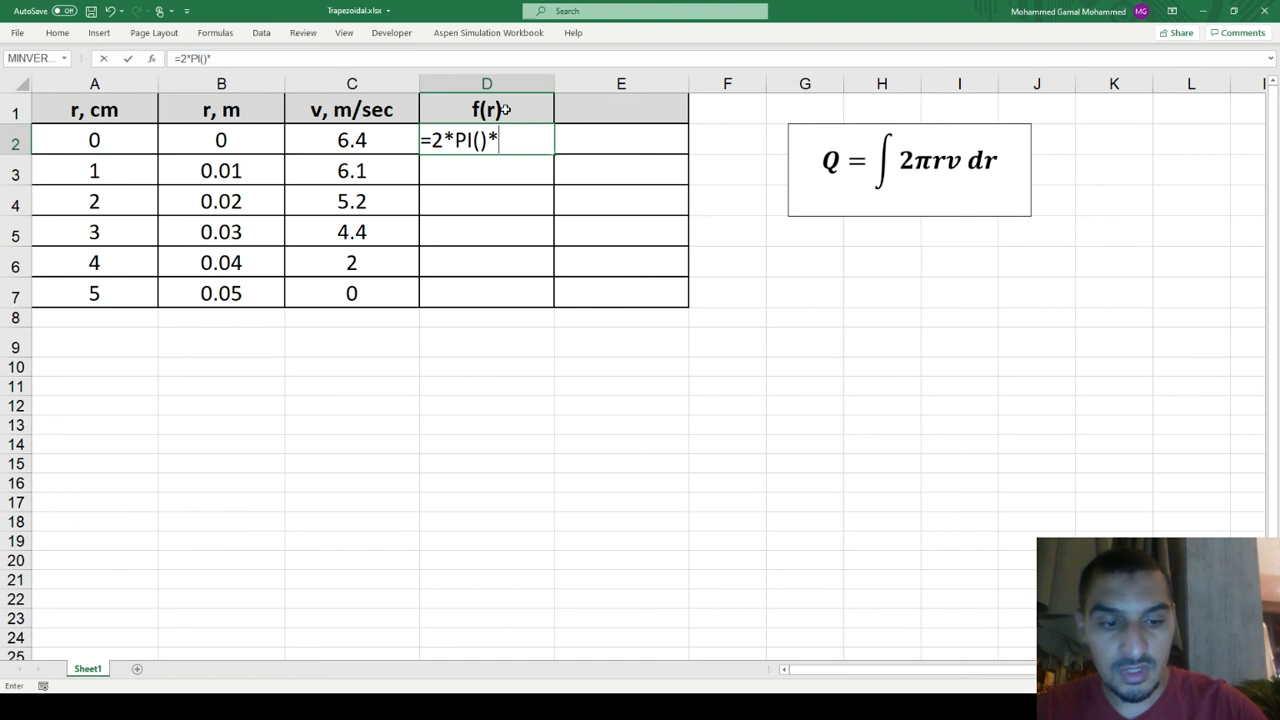 AutoSave Off Trapezoidal.xlsx Search Mohammed Gamal Mohammed MG
File Home Insert Page Layout Formulas Data Review View Developer Aspen Simulation Workbook Help Share Comments
MINVER... fx =2*PI()*
A B C D E F G H I J K L
1 r, cm r, m v, m/sec f(r)
2 0 0 6.4 =2*PI()*
3 1 0.01 6.1
4 2 0.02 5.2
5 3 0.03 4.4
6 4 0.04 2
7 5 0.05 0
Q = ∫ 2πrv dr
8
9
10
11
12
13
14
15
16
17
18
19
20
21
22
23
24
25
Sheet1
Enter